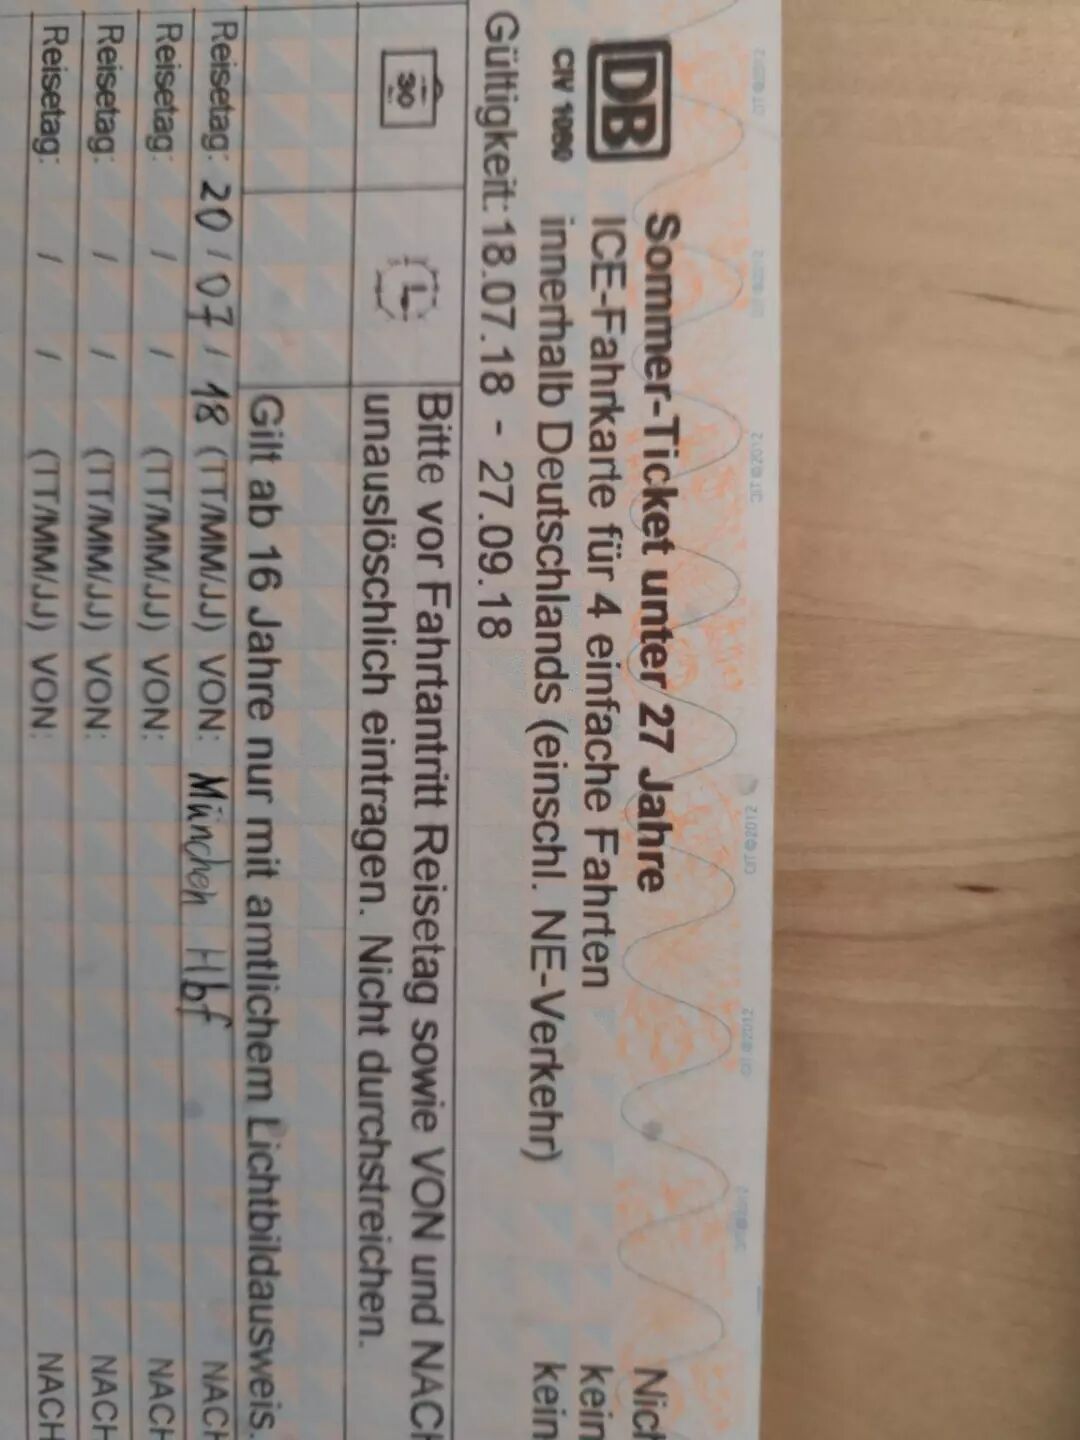 DB
CIV 1080
Sommer-Ticket unter 27 Jahre
ICE-Fahrkarte für 4 einfache Fahrten
kein
innerhalb Deutschlands (einschl. NE-Verkehr)
kein
Gültigkeit: 18.07.18 - 27.09.18
30
Bitte vor Fahrtantritt Reisetag sowie VON und NACH
unauslöschlich eintragen. Nicht durchstreichen.
Gilt ab 16 Jahre nur mit amtlichem Lichtbildausweis.
Reisetag: 20 / 07 / 18 (TT/MM/JJ) VON: München Hbf NACH
Reisetag: / / (TT/MM/JJ) VON: NACH
Reisetag: / / (TT/MM/JJ) VON: NACH
Reisetag: / / (TT/MM/JJ) VON: NACH